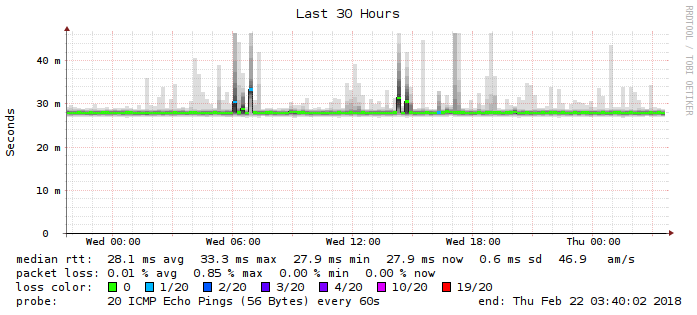 Last 30 Hours
RRDTOOL / TOBI OETIKER
Seconds
40 m
30 m
20 m
10 m
0
Wed 00:00 Wed 06:00 Wed 12:00 Wed 18:00 Thu 00:00
median rtt: 28.1 ms avg 33.3 ms max 27.9 ms min 27.9 ms now 0.6 ms sd 46.9 am/s
packet loss: 0.01 % avg 0.85 % max 0.00 % min 0.00 % now
loss color: 0 1/20 2/20 3/20 4/20 10/20 19/20
probe: 20 ICMP Echo Pings (56 Bytes) every 60s end: Thu Feb 22 03:40:02 2018